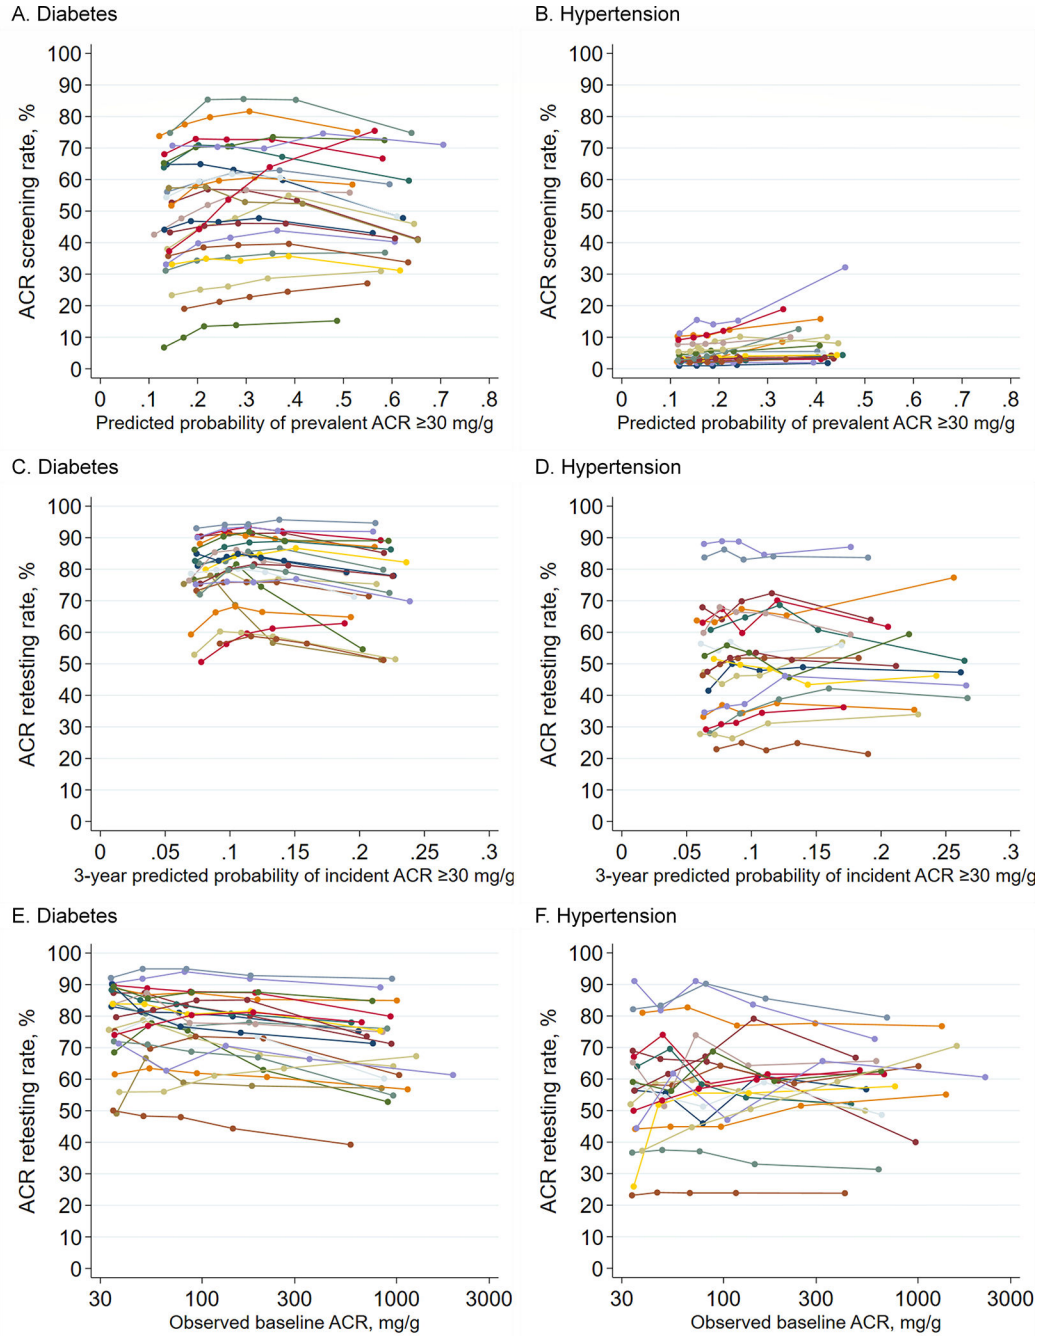 A. Diabetes
B. Hypertension
ACR screening rate, %
100
90
80
70
60
50
40
30
20
10
0
0 .1 .2 .3 .4 .5 .6 .7 .8
Predicted probability of prevalent ACR ≥30 mg/g
ACR screening rate, %
100
90
80
70
60
50
40
30
20
10
0
0 .1 .2 .3 .4 .5 .6 .7 .8
Predicted probability of prevalent ACR ≥30 mg/g
C. Diabetes
D. Hypertension
ACR retesting rate, %
100
90
80
70
60
50
40
30
20
10
0
0 .05 .1 .15 .2 .25 .3
3-year predicted probability of incident ACR ≥30 mg/g
ACR retesting rate, %
100
90
80
70
60
50
40
30
20
10
0
0 .05 .1 .15 .2 .25 .3
3-year predicted probability of incident ACR ≥30 mg/g
E. Diabetes
F. Hypertension
ACR retesting rate, %
100
90
80
70
60
50
40
30
20
10
0
30 100 300 1000 3000
Observed baseline ACR, mg/g
ACR retesting rate, %
100
90
80
70
60
50
40
30
20
10
0
30 100 300 1000 3000
Observed baseline ACR, mg/g